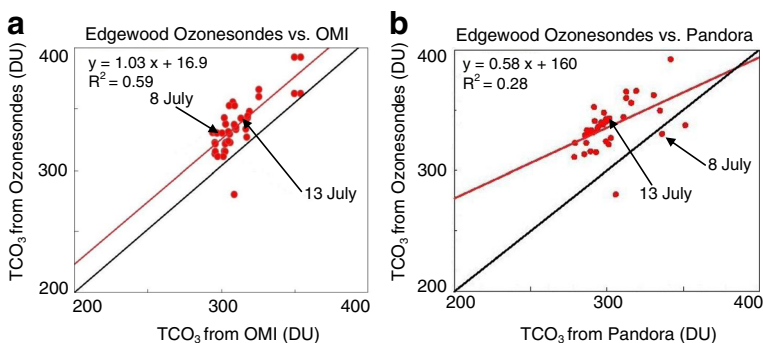 a
Edgewood Ozonesondes vs. OMI
y = 1.03 x + 16.9
R² = 0.59
8 July
13 July
400
300
200
200 300 400
TCO₃ from Ozonesondes (DU)
TCO₃ from OMI (DU)
b
Edgewood Ozonesondes vs. Pandora
y = 0.58 x + 160
R² = 0.28
8 July
13 July
400
300
200
200 300 400
TCO₃ from Ozonesondes (DU)
TCO₃ from Pandora (DU)